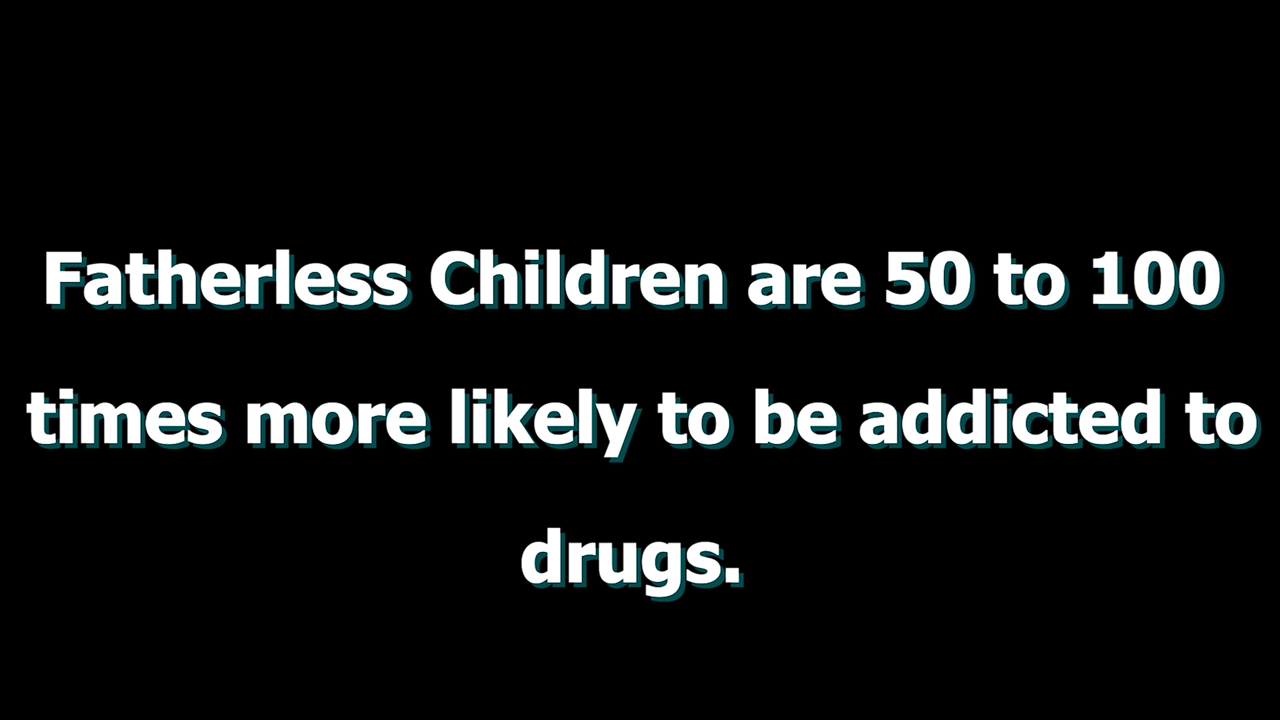 Fatherless Children are 50 to 100
times more likely to be addicted to
drugs.